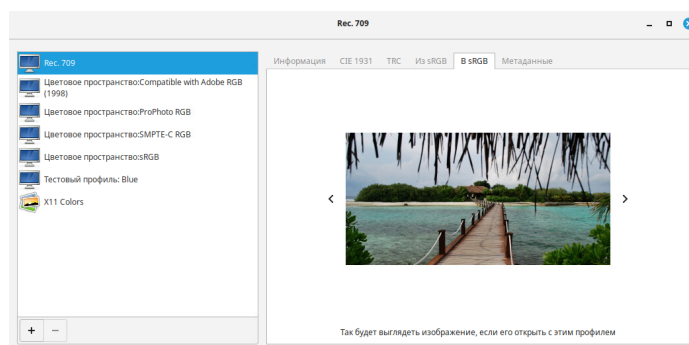 Rec. 709
Rec. 709
Цветовое пространство:Compatible with Adobe RGB
(1998)
Цветовое пространство:ProPhoto RGB
Цветовое пространство:SMPTE-C RGB
Цветовое пространство:sRGB
Тестовый профиль: Blue
X11 Colors
Информация CIE 1931 TRC Из sRGB В sRGB Метаданные
Так будет выглядеть изображение, если его открыть с этим профилем